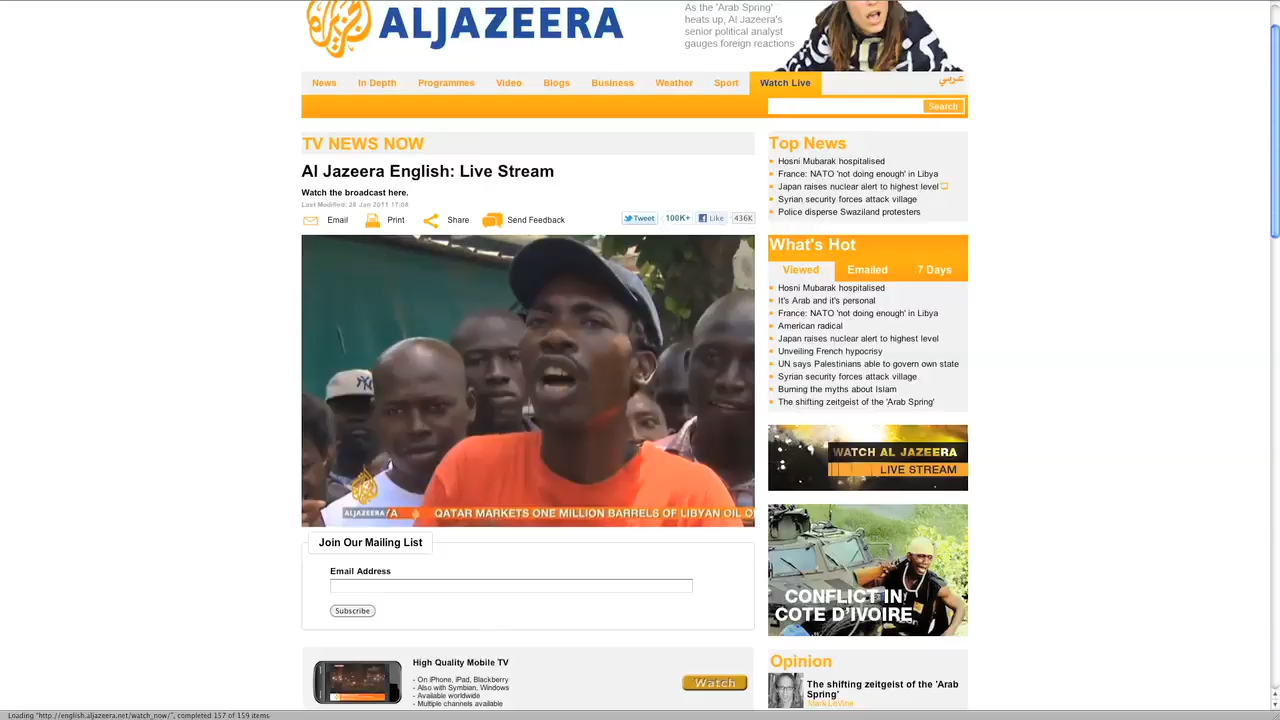 As the 'Arab Spring'
heats up, Al Jazeera's
senior political analyst
gauges foreign reactions
ALJAZEERA
News In Depth Programmes Video Blogs Business Weather Sport Watch Live عربي
Search
TV NEWS NOW
Al Jazeera English: Live Stream
Watch the broadcast here.
Last Modified: 28 Jan 2011 17:08
Email Print Share Send Feedback Tweet 100K+ Like 436K
ALJAZEERA/A QATAR MARKETS ONE MILLION BARRELS OF LIBYAN OIL O
Join Our Mailing List
Email Address
Subscribe
High Quality Mobile TV
- On iPhone, iPad, Blackberry
- Also with Symbian, Windows
- Available worldwide
- Multiple channels available
Watch
Top News
Hosni Mubarak hospitalised
France: NATO 'not doing enough' in Libya
Japan raises nuclear alert to highest level
Syrian security forces attack village
Police disperse Swaziland protesters
What's Hot
Viewed Emailed 7 Days
Hosni Mubarak hospitalised
It's Arab and it's personal
France: NATO 'not doing enough' in Libya
American radical
Japan raises nuclear alert to highest level
Unveiling French hypocrisy
UN says Palestinians able to govern own state
Syrian security forces attack village
Burning the myths about Islam
The shifting zeitgeist of the 'Arab Spring'
WATCH AL JAZEERA
LIVE STREAM
CONFLICT IN
COTE D'IVOIRE
Opinion
The shifting zeitgeist of the 'Arab
Spring'
Mark LeVine
Loading "http://english.aljazeera.net/watch_now/", completed 157 of 159 items